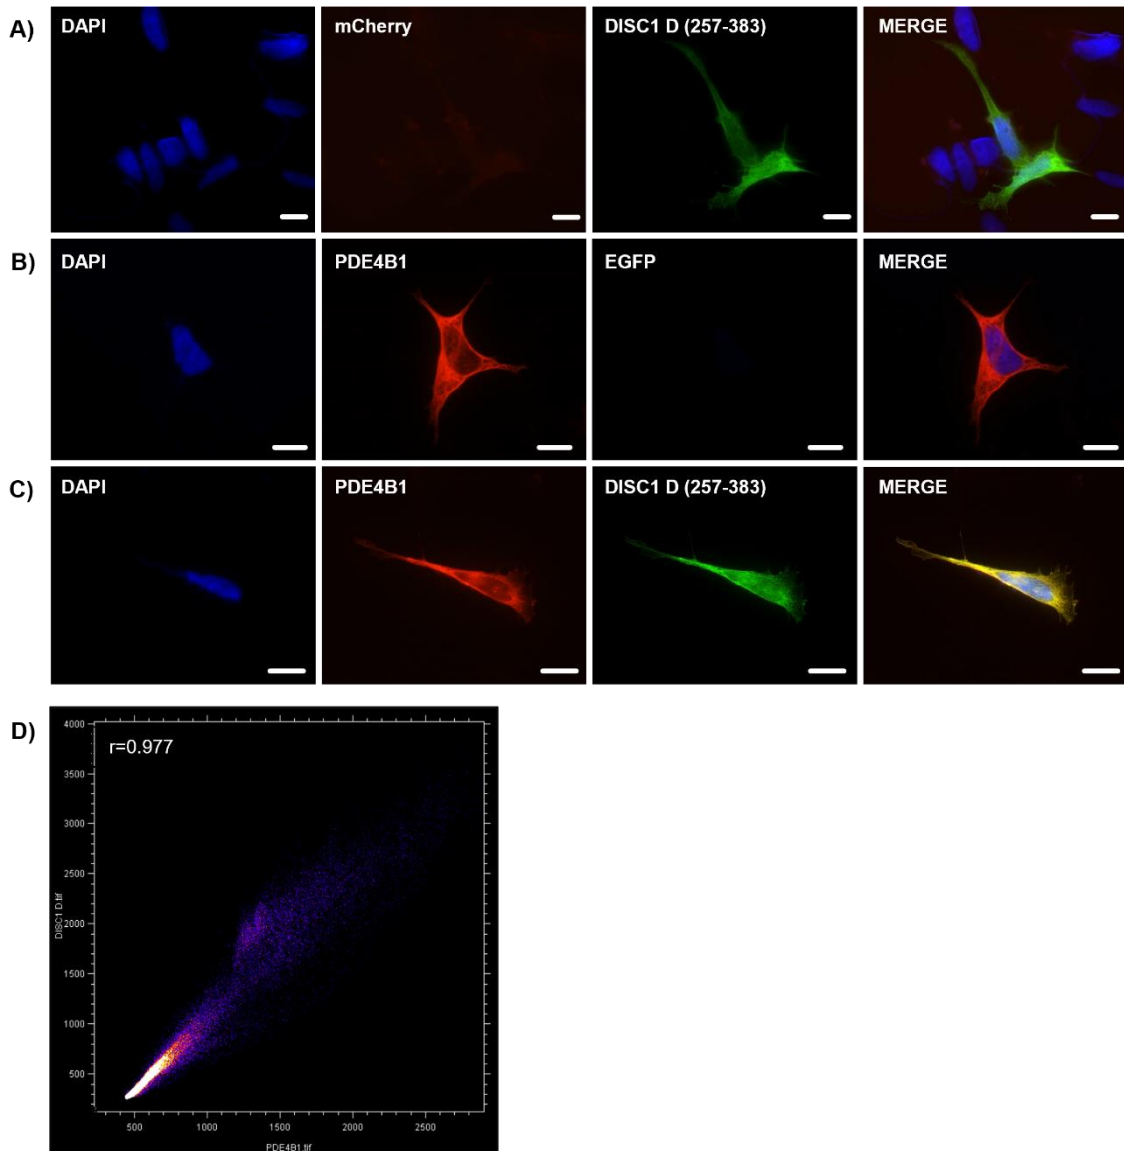 A) DAPI mCherry DISC1 D (257-383) MERGE
B) DAPI PDE4B1 EGFP MERGE
C) DAPI PDE4B1 DISC1 D (257-383) MERGE
D)
r=0.977
4000
3500
3000
2500
2000
1500
1000
500
DISC1 D.tif
500 1000 1500 2000 2500
PDE4B1.tif